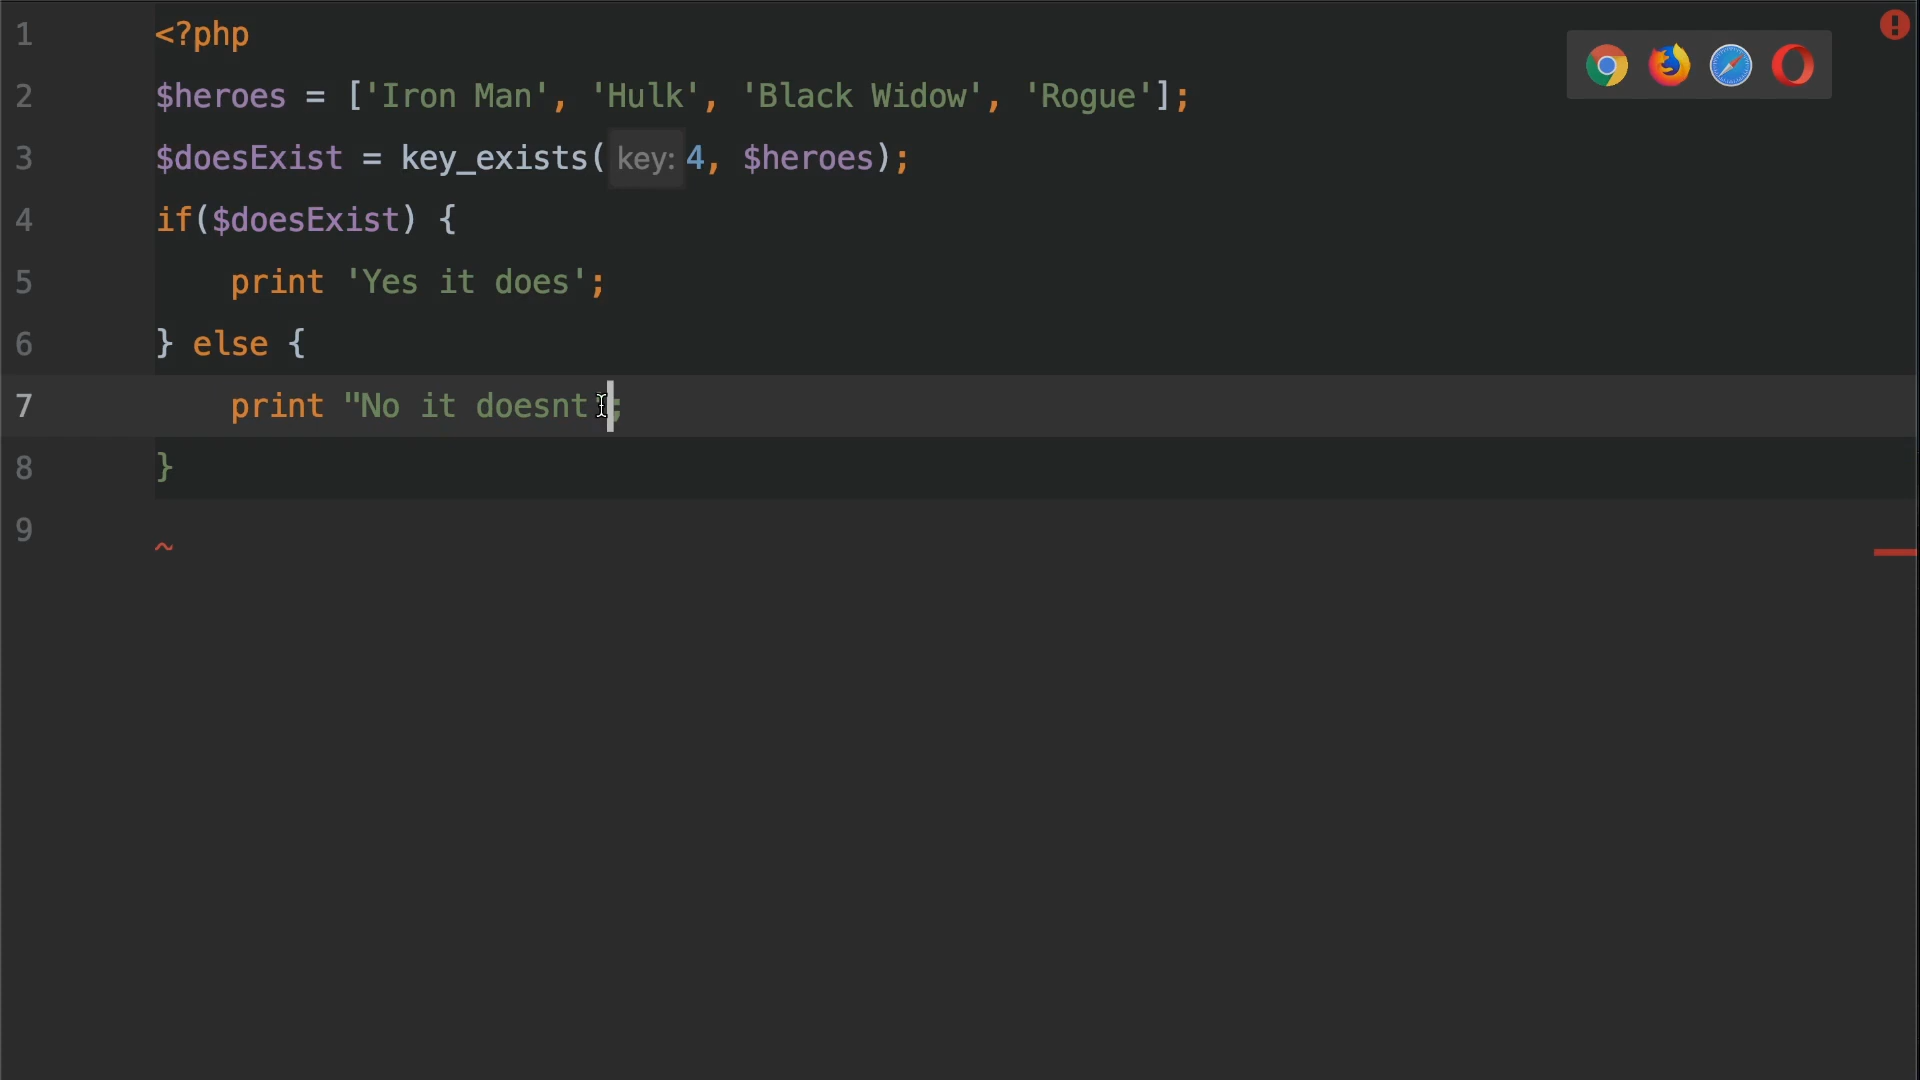 1 <?php
2 $heroes = ['Iron Man', 'Hulk', 'Black Widow', 'Rogue'];
3 $doesExist = key_exists( key: 4, $heroes);
4 if($doesExist) {
5 print 'Yes it does';
6 } else {
7 print "No it doesnt';
8 }
9